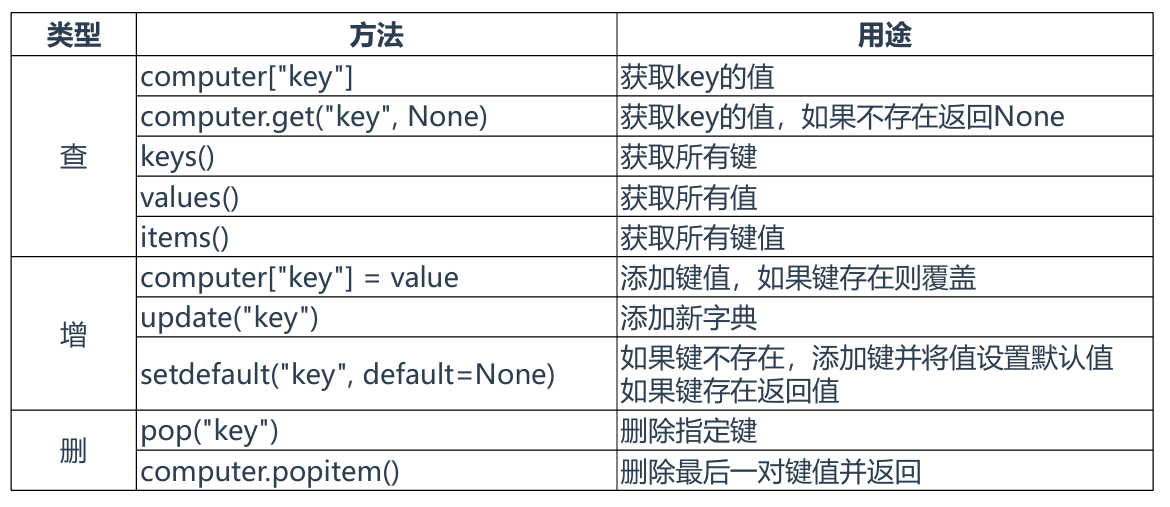 类型 方法 用途
查
computer["key"] 获取key的值
computer.get("key", None) 获取key的值，如果不存在返回None
keys() 获取所有键
values() 获取所有值
items() 获取所有键值
增
computer["key"] = value 添加键值，如果键存在则覆盖
update("key") 添加新字典
setdefault("key", default=None) 如果键不存在，添加键并将值设置默认值
如果键存在返回值
删
pop("key") 删除指定键
computer.popitem() 删除最后一对键值并返回